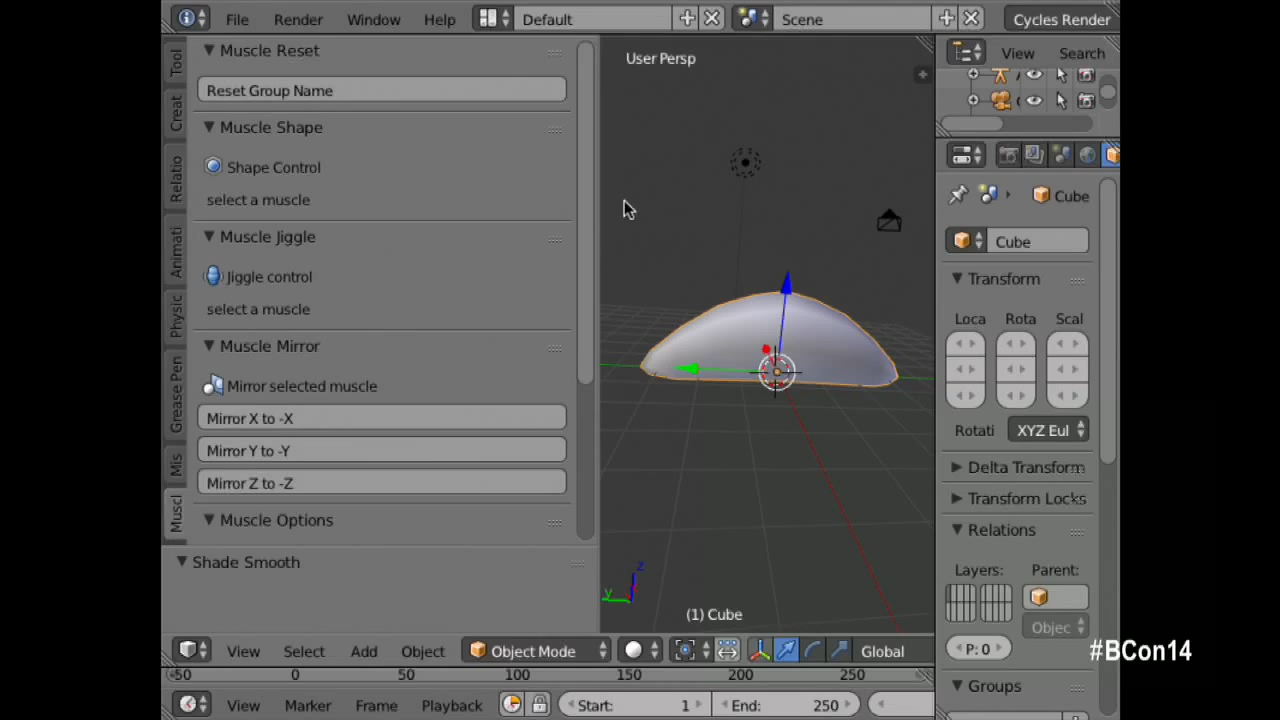 File Render Window Help Default Scene Cycles Render
Muscle Reset
Reset Group Name
Muscle Shape
Shape Control
select a muscle
Muscle Jiggle
Jiggle control
select a muscle
Muscle Mirror
Mirror selected muscle
Mirror X to -X
Mirror Y to -Y
Mirror Z to -Z
Muscle Options
Shade Smooth
Tool
Creat
Relatio
Animati
Physic
Grease Pen
Mis
Muscl
User Persp
z
y
(1) Cube
View Select Add Object Object Mode Global
-50 0 50 100 150 200 250
View Marker Frame Playback Start: 1 End: 250
View Search
Cube
Cube
Transform
Loca Rota Scal
Rotati XYZ Eul
Delta Transform
Transform Locks
Relations
Layers: Parent:
Objec
P: 0
Groups
#BCon14